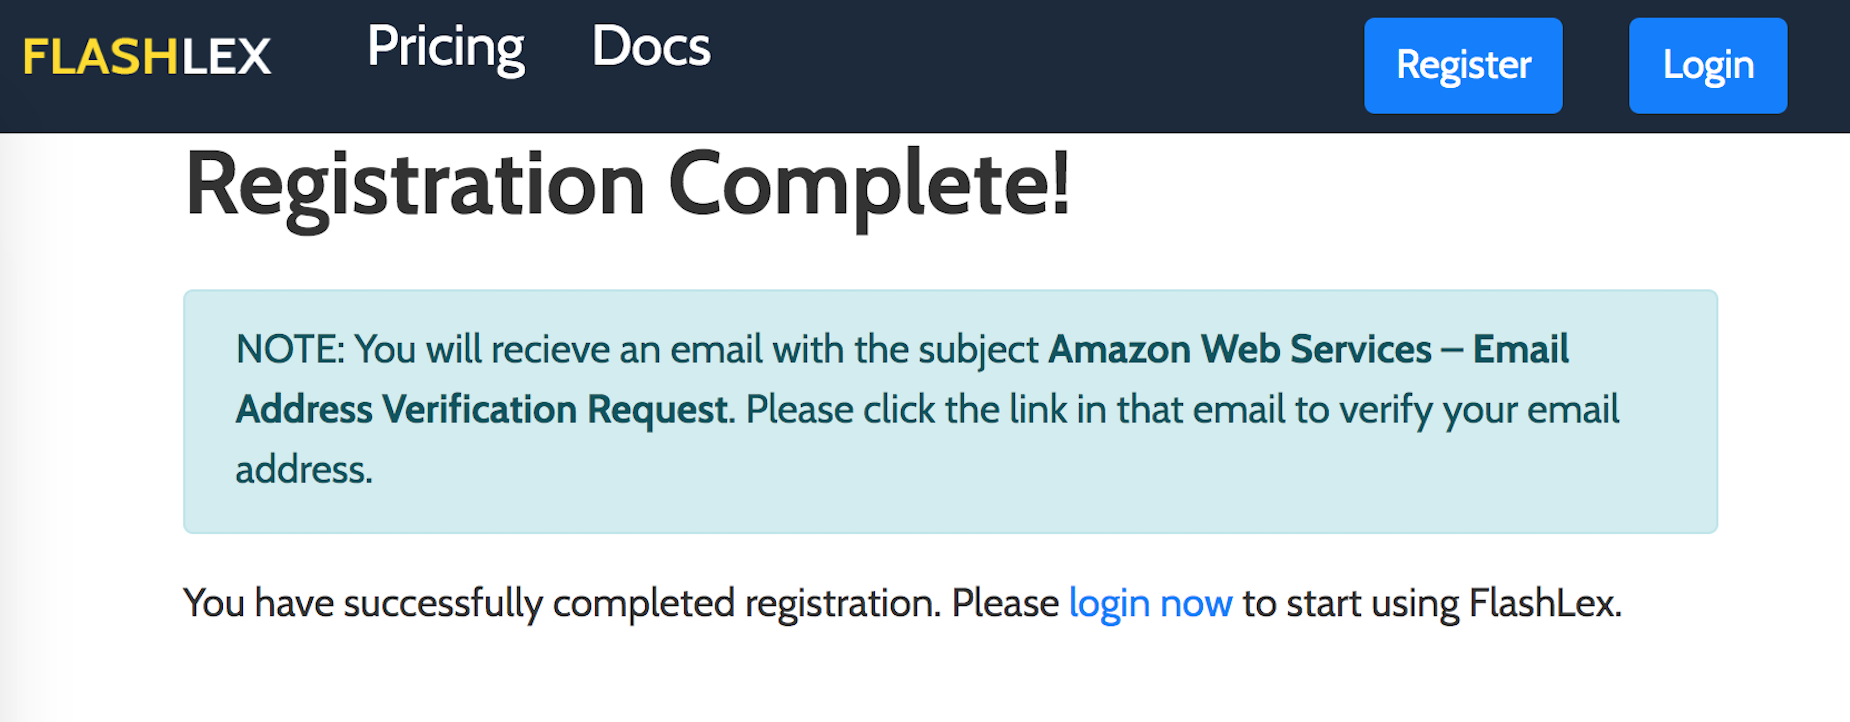 FLASHLEX Pricing Docs Register Login
Registration Complete!
NOTE: You will recieve an email with the subject Amazon Web Services – Email
Address Verification Request. Please click the link in that email to verify your email
address.
You have successfully completed registration. Please login now to start using FlashLex.